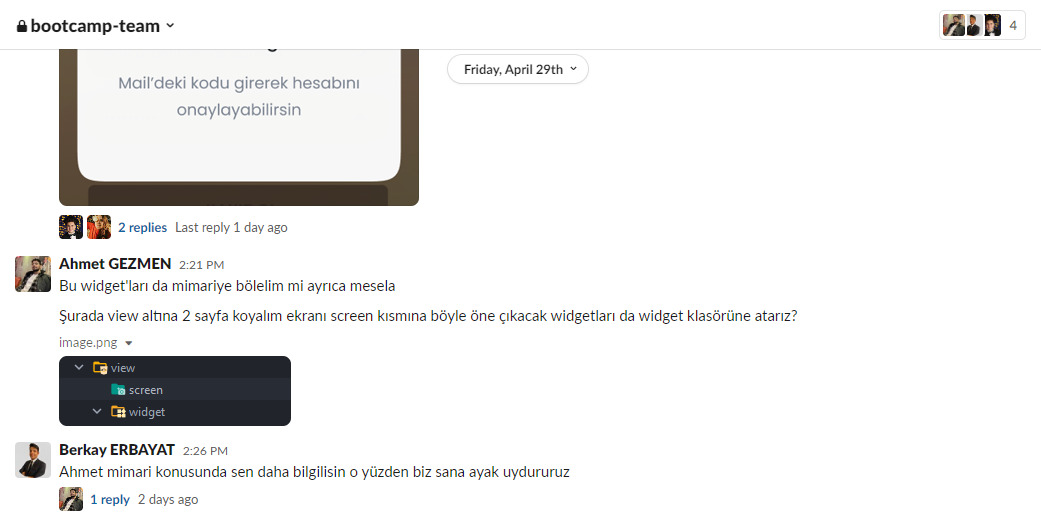 bootcamp-team
4
Friday, April 29th
Mail'deki kodu girerek hesabını
onaylayabilirsin
2 replies Last reply 1 day ago
Ahmet GEZMEN 2:21 PM
Bu widget'ları da mimariye bölelim mi ayrıca mesela
Şurada view altına 2 sayfa koyalım ekranı screen kısmına böyle öne çıkacak widgetları da widget klasörüne atarız?
image.png
view
screen
widget
Berkay ERBAYAT 2:26 PM
Ahmet mimari konusunda sen daha bilgilisin o yüzden biz sana ayak uydururuz
1 reply 2 days ago